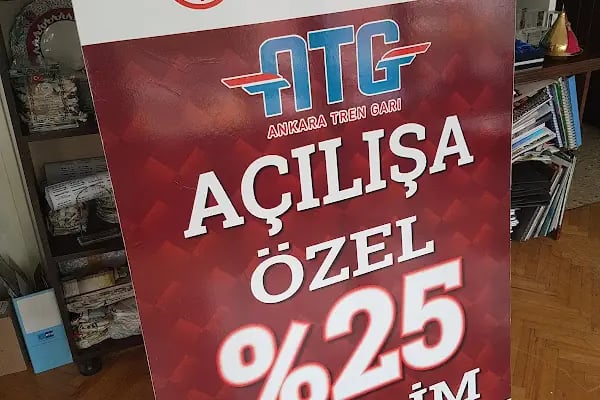 ATG
ANKARA TREN GARI
AÇILIŞA
ÖZEL
%25